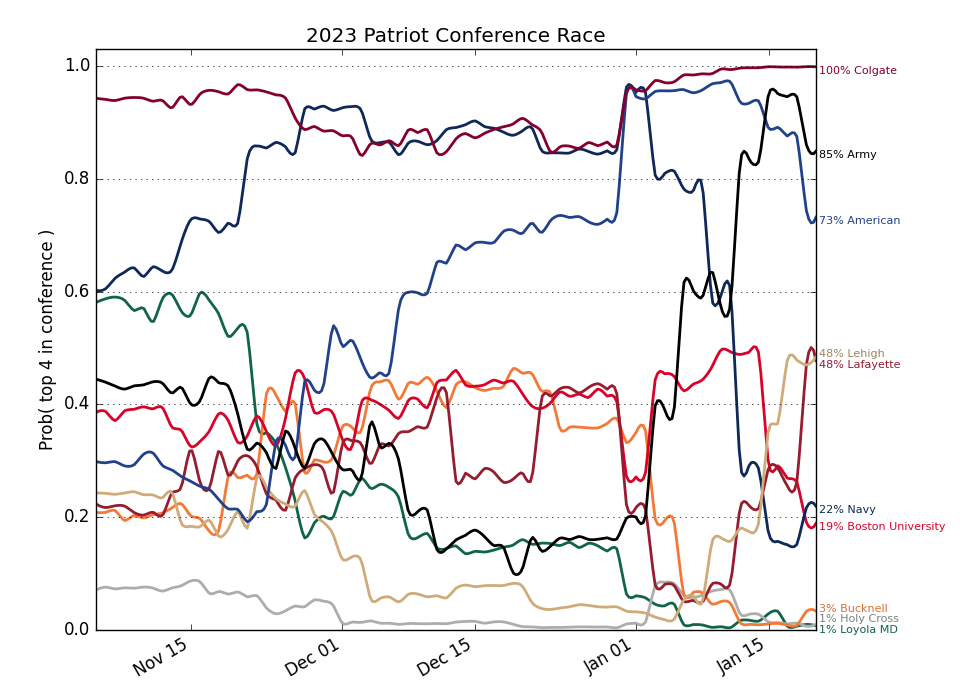 2023 Patriot Conference Race
Prob( top 4 in conference )
1.0
0.8
0.6
0.4
0.2
0.0
Nov 15
Dec 01
Dec 15
Jan 01
Jan 15
100% Colgate
85% Army
73% American
48% Lehigh
48% Lafayette
22% Navy
19% Boston University
3% Bucknell
1% Holy Cross
1% Loyola MD